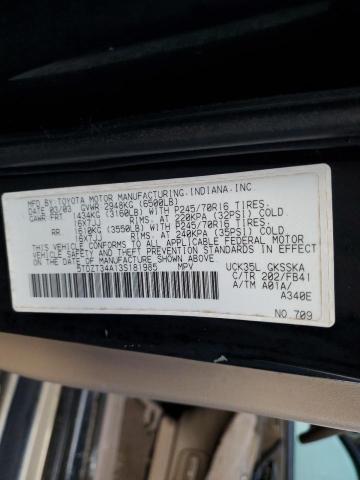 MFD BY: TOYOTA MOTOR MANUFACTURING, INDIANA, INC.
DATE 03/03 GVWR 2948KG (6500LB)
GAWR-FRT 1434KG (3160LB) WITH P245/70R16 TIRES,
16X7JJ RIMS, AT 220KPA (32PSI) COLD
RR 1610KG (3550LB) WITH P245/70R16 TIRES,
16X7JJ RIMS, AT 240KPA (35PSI) COLD
THIS VEHICLE CONFORMS TO ALL APPLICABLE FEDERAL MOTOR
VEHICLE SAFETY AND THEFT PREVENTION STANDARDS
IN EFFECT ON THE DATE OF MANUFACTURE SHOWN ABOVE.
5TDZT34A13S181985 MPV UCK35L GKSSKA
C/TR 202/FB41
A/TM A01A/
A340E
NO.709